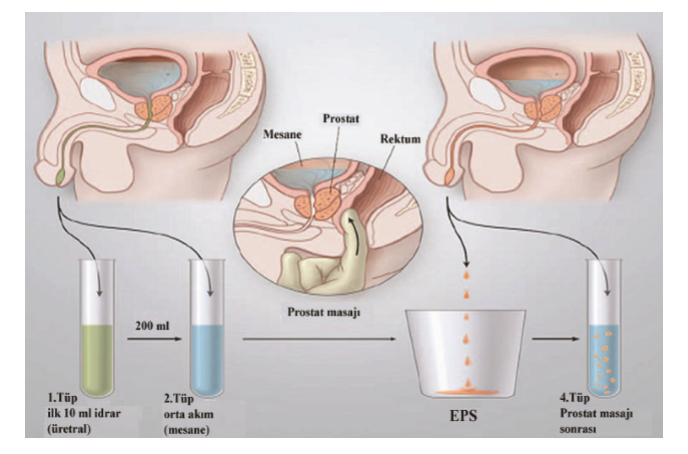 Mesane
Prostat
Rektum
Prostat masajı
200 ml
1.Tüp
ilk 10 ml idrar
(üretral)
2.Tüp
orta akım
(mesane)
EPS
4.Tüp
Prostat masajı
sonrası